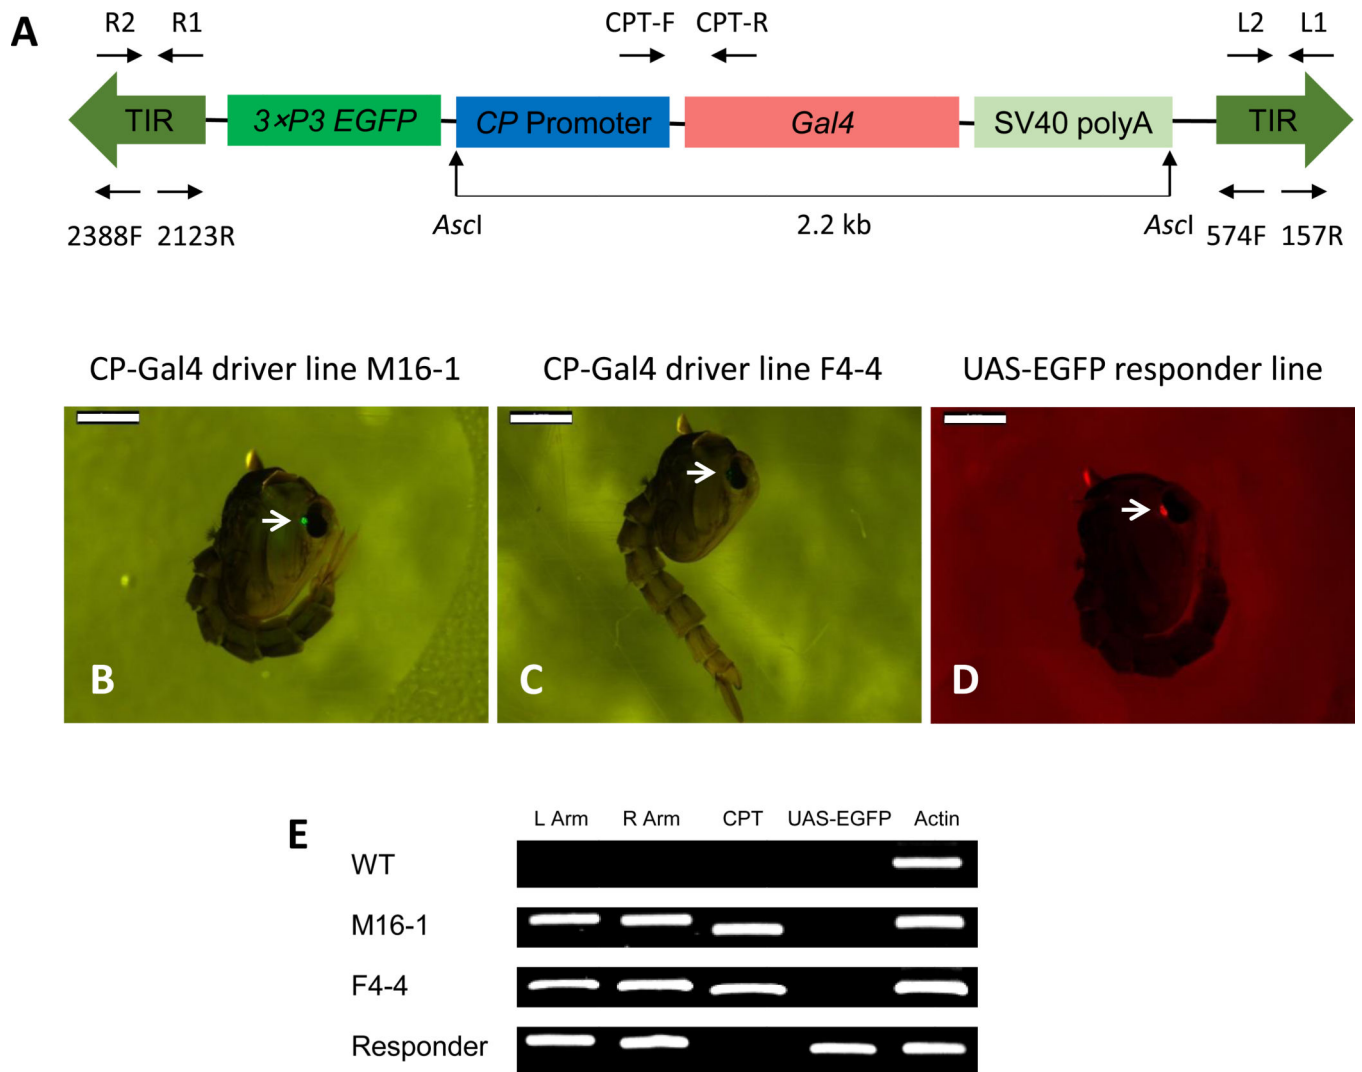 A
R2 R1 CPT-F CPT-R L2 L1
TIR 3×P3 EGFP CP Promoter Gal4 SV40 polyA TIR
2388F 2123R AscI 2.2 kb AscI 574F 157R
CP-Gal4 driver line M16-1 CP-Gal4 driver line F4-4 UAS-EGFP responder line
B C D
E
L Arm R Arm CPT UAS-EGFP Actin
WT
M16-1
F4-4
Responder